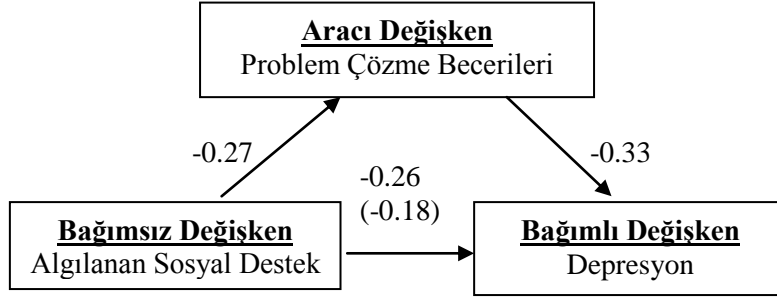 Aracı Değişken
Problem Çözme Becerileri
-0.27
-0.33
-0.26
(-0.18)
Bağımsız Değişken
Algılanan Sosyal Destek
Bağımlı Değişken
Depresyon